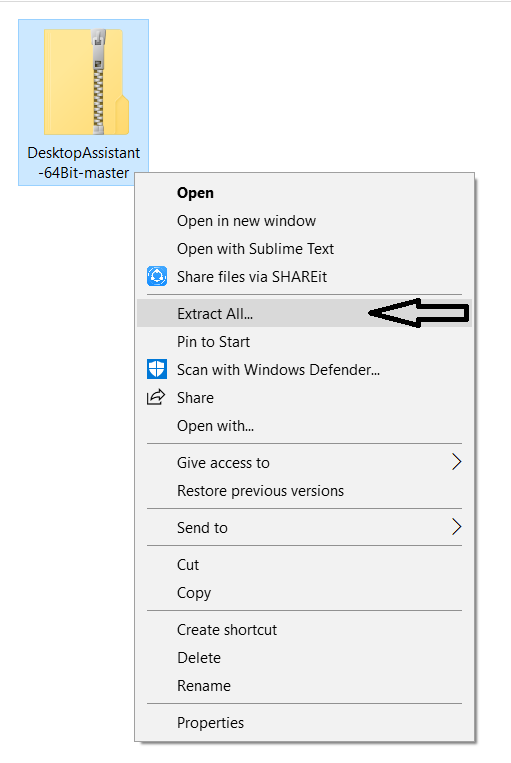 DesktopAssistant
-64Bit-master
Open
Open in new window
Open with Sublime Text
Share files via SHAREit
Extract All...
Pin to Start
Scan with Windows Defender...
Share
Open with...
Give access to
Restore previous versions
Send to
Cut
Copy
Create shortcut
Delete
Rename
Properties